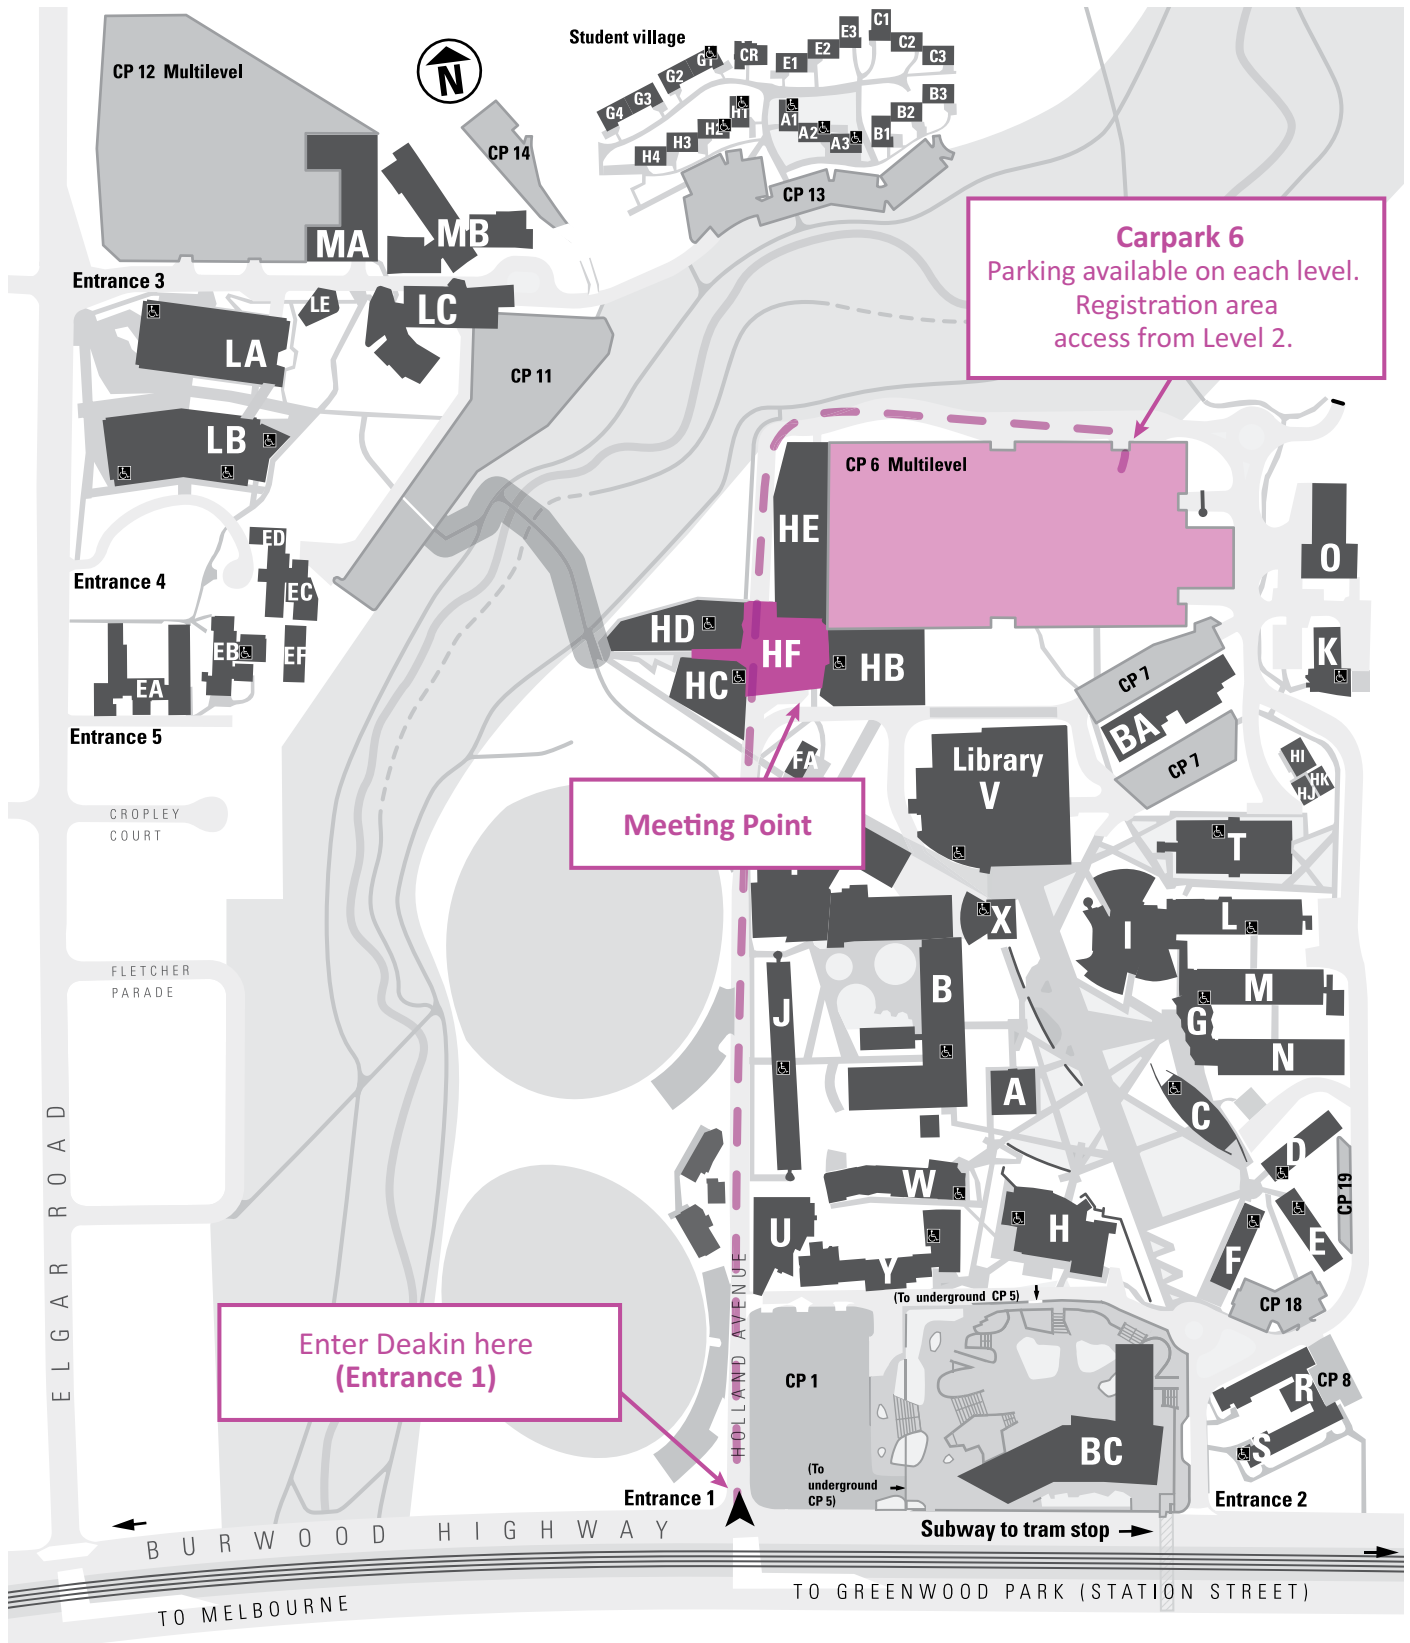 Student village
CP 12 Multilevel
N
CP 14
G1
G2
G3
G4
CR
E1
E2
E3
C1
C2
C3
H1
H2
H3
H4
A1
A2
A3
B1
B2
B3
CP 13
MA
MB
Carpark 6
Parking available on each level.
Registration area
access from Level 2.
Entrance 3
LE
LC
LA
CP 11
LB
CP 6 Multilevel
HE
O
ED
EC
Entrance 4
HD
HF
HB
HC
K
EB
EF
EA
CP 7
BA
CP 7
Entrance 5
FA
Library
V
HI
HK
HJ
CROPLEY
COURT
Meeting Point
T
X
I
L
FLETCHER
PARADE
J
B
M
G
N
A
C
D
W
CP 19
U
H
F
E
Y
ELGAR ROAD
HOLLAND AVENUE
(To underground CP 5)
CP 18
Enter Deakin here
(Entrance 1)
CP 1
R
CP 8
BC
S
(To
underground
CP 5)
Entrance 1
Entrance 2
BURWOOD HIGHWAY
Subway to tram stop
TO MELBOURNE
TO GREENWOOD PARK (STATION STREET)